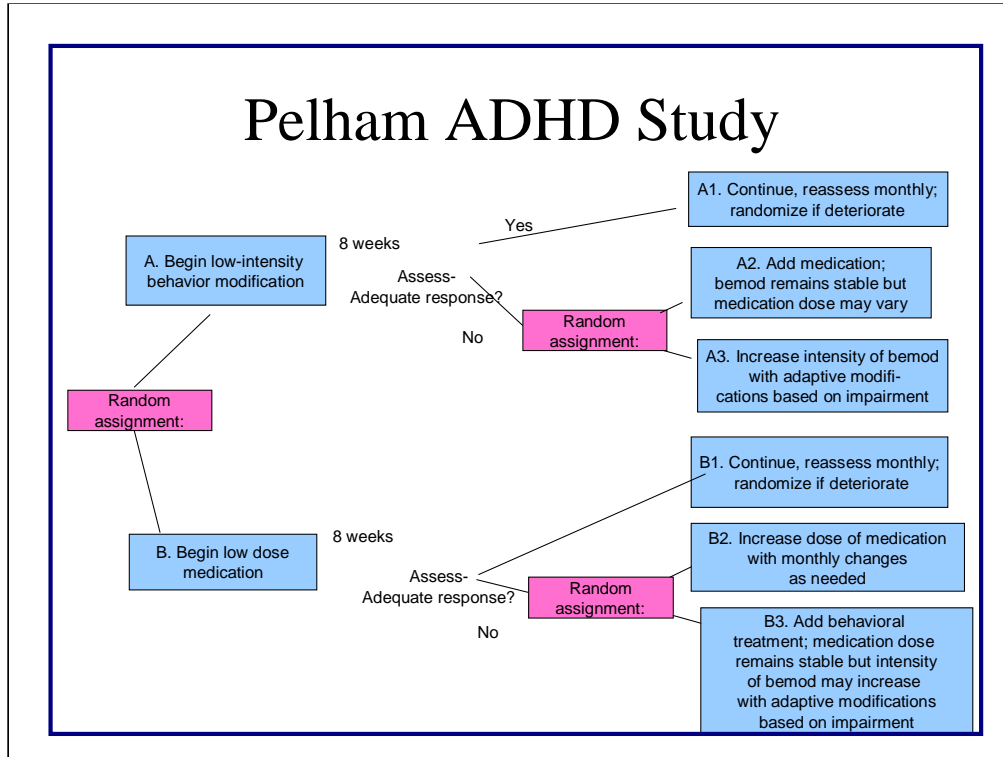 Pelham ADHD Study
Random
assignment:
A. Begin low-intensity
behavior modification
8 weeks
Assess-
Adequate response?
Yes
No
Random
assignment:
A1. Continue, reassess monthly;
randomize if deteriorate
A2. Add medication;
bemod remains stable but
medication dose may vary
A3. Increase intensity of bemod
with adaptive modifi-
cations based on impairment
B. Begin low dose
medication
8 weeks
Assess-
Adequate response?
No
Random
assignment:
B1. Continue, reassess monthly;
randomize if deteriorate
B2. Increase dose of medication
with monthly changes
as needed
B3. Add behavioral
treatment; medication dose
remains stable but intensity
of bemod may increase
with adaptive modifications
based on impairment